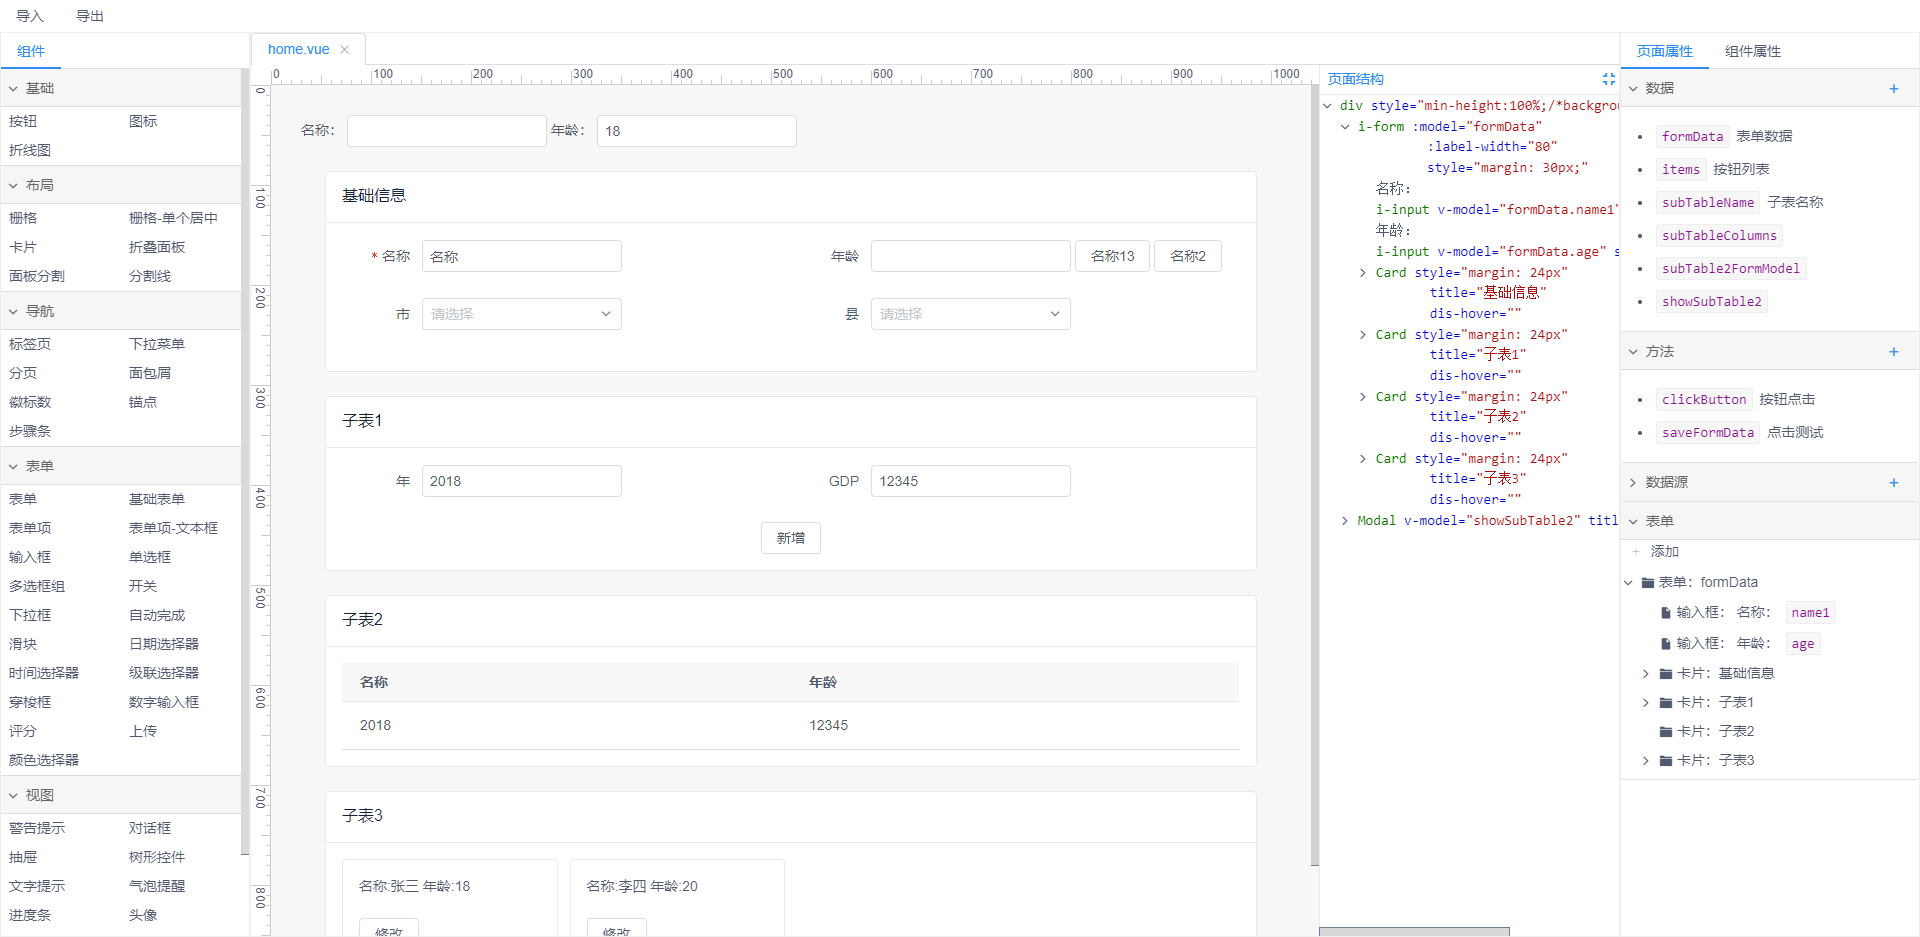 导入 导出
组件
基础
按钮 图标
折线图
布局
栅格 栅格-单个居中
卡片 折叠面板
面板分割 分割线
导航
标签页 下拉菜单
分页 面包屑
徽标数 锚点
步骤条
表单
表单 基础表单
表单项 表单项-文本框
输入框 单选框
多选框组 开关
下拉框 自动完成
滑块 日期选择器
时间选择器 级联选择器
穿梭框 数字输入框
评分 上传
颜色选择器
视图
警告提示 对话框
抽屉 树形控件
文字提示 气泡提醒
进度条 头像
home.vue
0 100 200 300 400 500 600 700 800 900 1000
0
100
200
300
400
500
600
700
800
名称： 年龄： 18
基础信息
* 名称 名称 年龄 名称13 名称2
市 请选择 县 请选择
子表1
年 2018 GDP 12345
新增
子表2
名称 年龄
2018 12345
子表3
名称:张三 年龄:18 名称:李四 年龄:20
修改 修改
页面结构
div style="min-height:100%;/*backgrou
i-form :model="formData"
:label-width="80"
style="margin: 30px;"
名称：
i-input v-model="formData.name1"
年龄：
i-input v-model="formData.age" s
Card style="margin: 24px"
title="基础信息"
dis-hover=""
Card style="margin: 24px"
title="子表1"
dis-hover=""
Card style="margin: 24px"
title="子表2"
dis-hover=""
Card style="margin: 24px"
title="子表3"
dis-hover=""
Modal v-model="showSubTable2" titl
页面属性 组件属性
数据 +
formData 表单数据
items 按钮列表
subTableName 子表名称
subTableColumns
subTable2FormModel
showSubTable2
方法 +
clickButton 按钮点击
saveFormData 点击测试
数据源 +
表单
+ 添加
表单：formData
输入框： 名称： name1
输入框： 年龄： age
卡片：基础信息
卡片：子表1
卡片：子表2
卡片：子表3